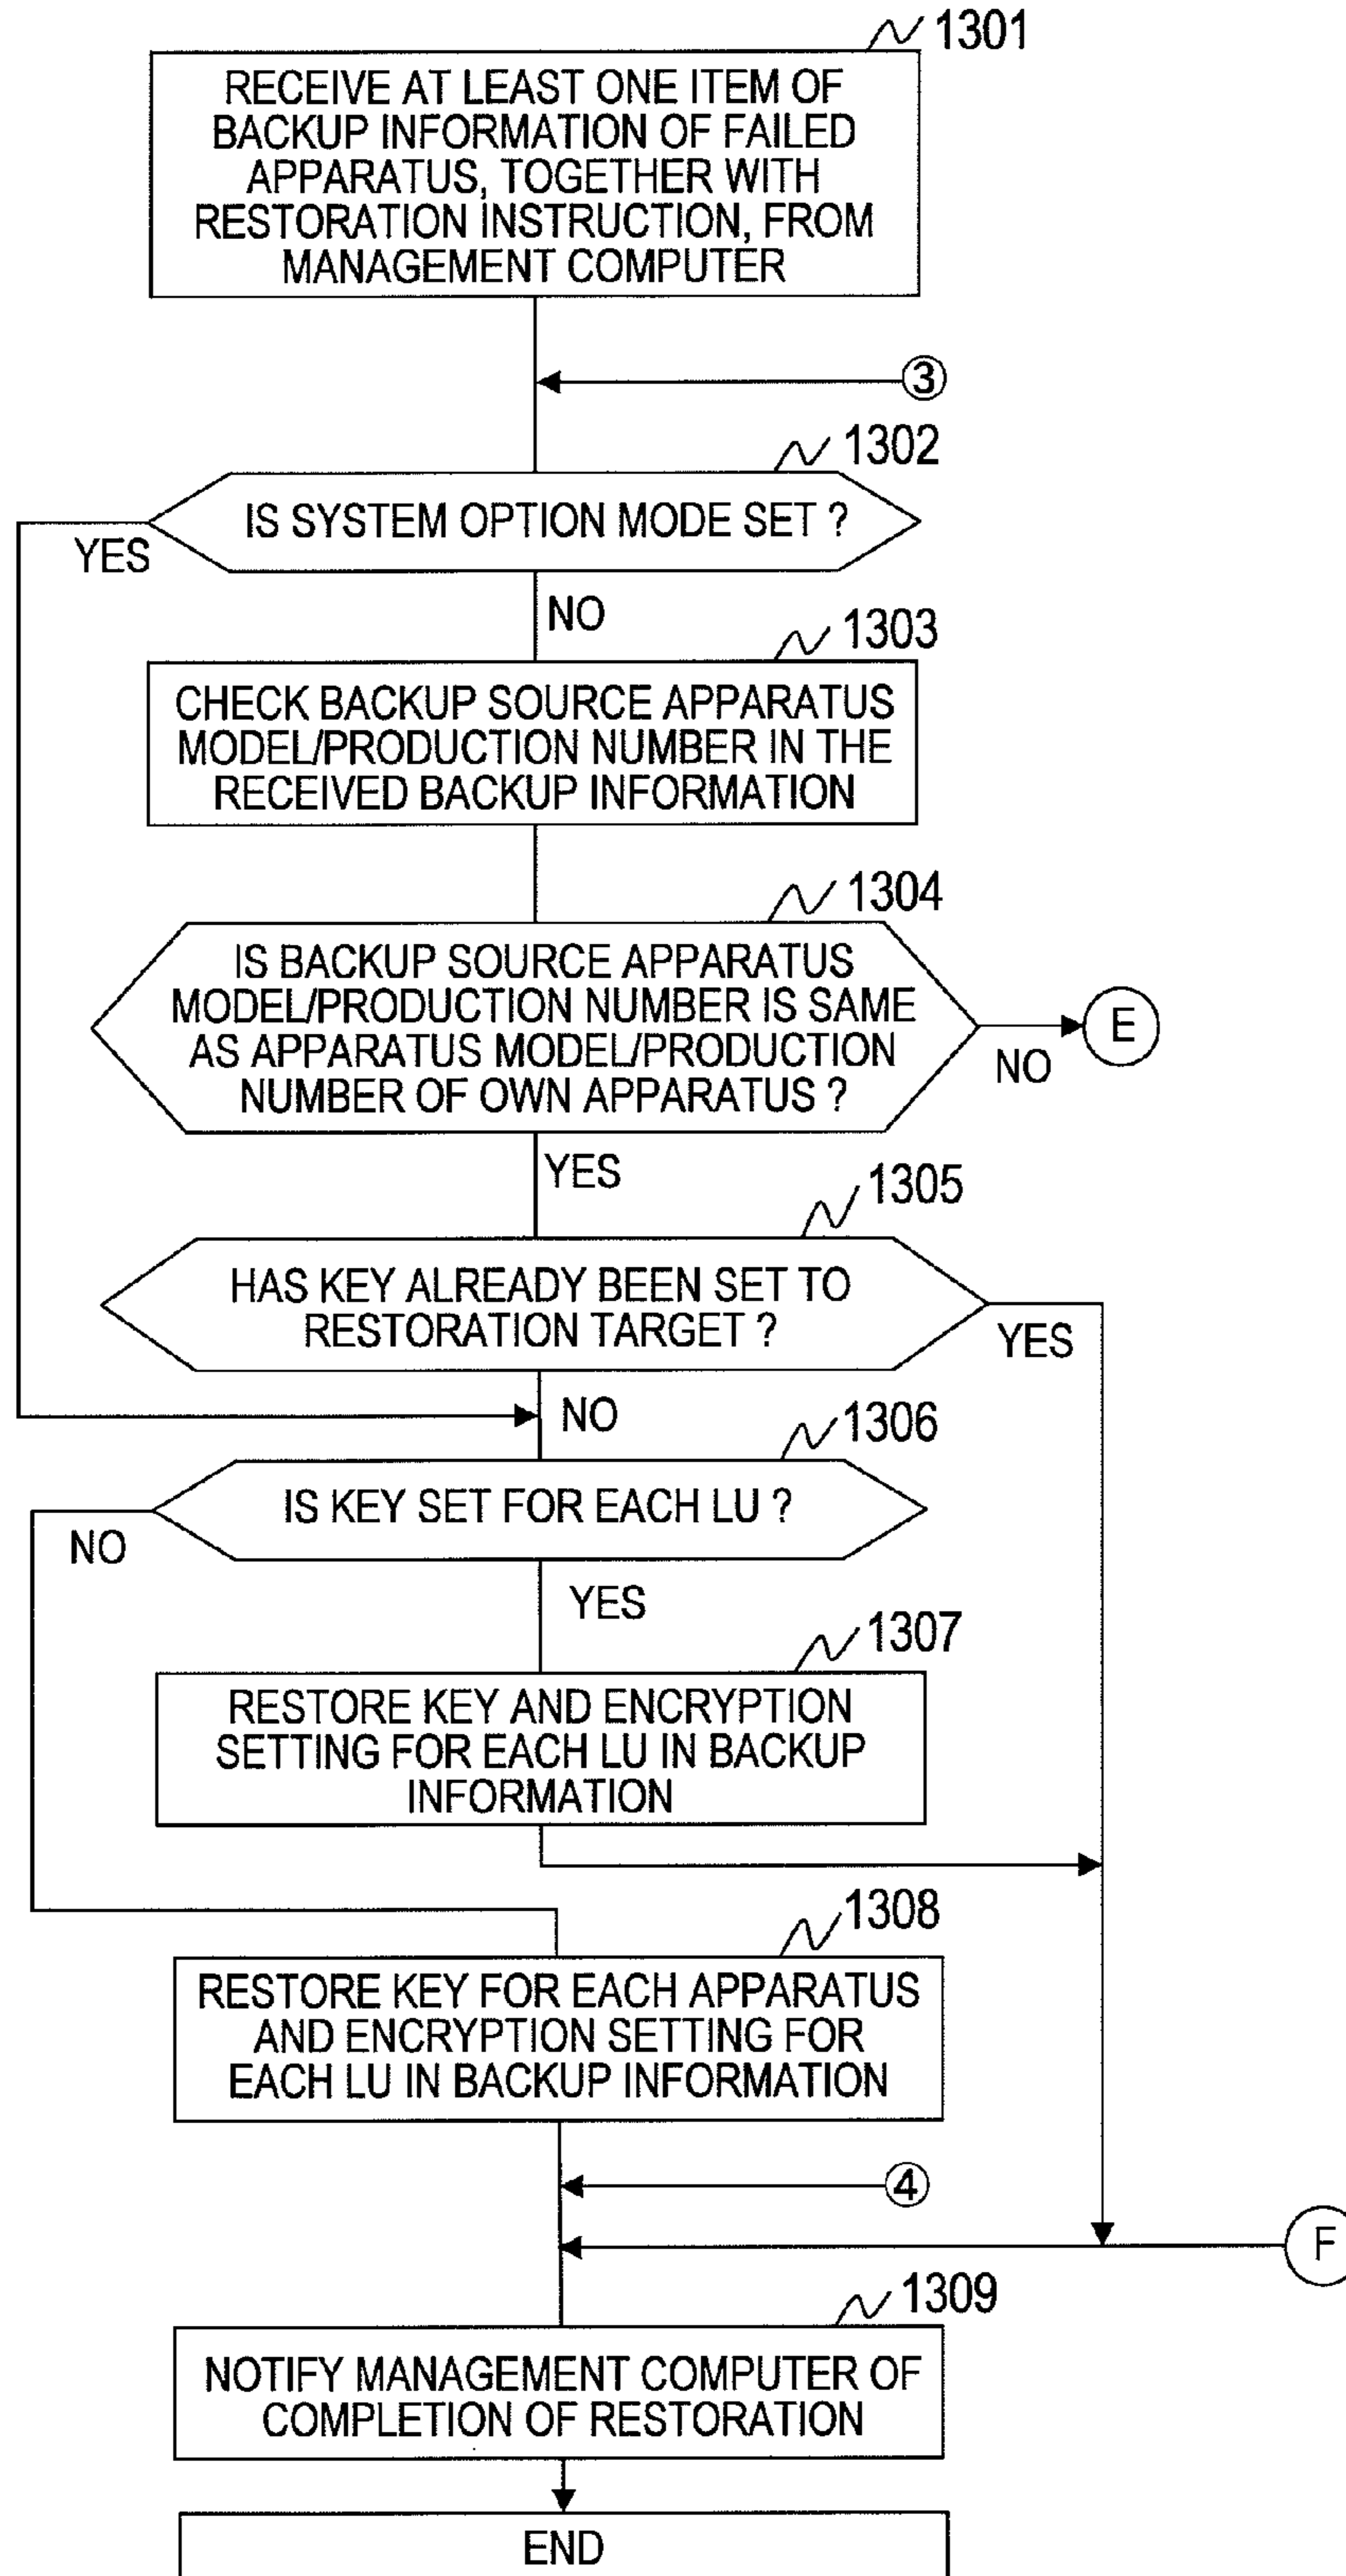 1301
RECEIVE AT LEAST ONE ITEM OF
BACKUP INFORMATION OF FAILED
APPARATUS, TOGETHER WITH
RESTORATION INSTRUCTION, FROM
MANAGEMENT COMPUTER
3
1302
IS SYSTEM OPTION MODE SET ?
YES
NO
1303
CHECK BACKUP SOURCE APPARATUS
MODEL/PRODUCTION NUMBER IN THE
RECEIVED BACKUP INFORMATION
1304
IS BACKUP SOURCE APPARATUS
MODEL/PRODUCTION NUMBER IS SAME
AS APPARATUS MODEL/PRODUCTION
NUMBER OF OWN APPARATUS ?
E
NO
YES
1305
HAS KEY ALREADY BEEN SET TO
RESTORATION TARGET ?
YES
NO
1306
IS KEY SET FOR EACH LU ?
NO
YES
1307
RESTORE KEY AND ENCRYPTION
SETTING FOR EACH LU IN BACKUP
INFORMATION
1308
RESTORE KEY FOR EACH APPARATUS
AND ENCRYPTION SETTING FOR
EACH LU IN BACKUP INFORMATION
4
F
1309
NOTIFY MANAGEMENT COMPUTER OF
COMPLETION OF RESTORATION
END